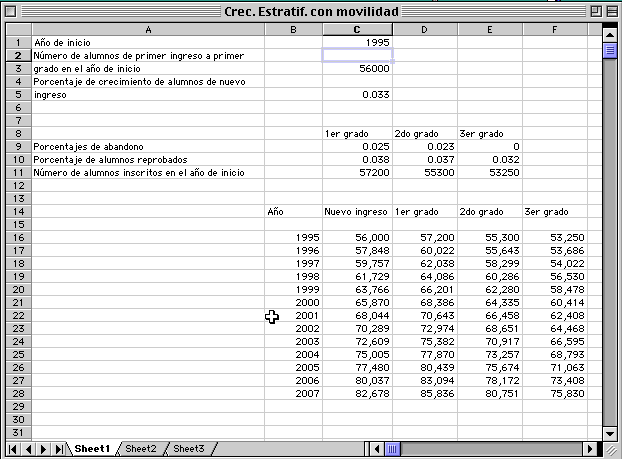 Crec. Estratif. con movilidad
A B C D E F
1 Año de inicio 1995
2 Número de alumnos de primer ingreso a primer
3 grado en el año de inicio 56000
4 Porcentaje de crecimiento de alumnos de nuevo
5 ingreso 0.033
6
7
8 1er grado 2do grado 3er grado
9 Porcentajes de abandono 0.025 0.023 0
10 Porcentaje de alumnos reprobados 0.038 0.037 0.032
11 Número de alumnos inscritos en el año de inicio 57200 55300 53250
12
13
14 Año Nuevo ingreso 1er grado 2do grado 3er grado
15
16 1995 56,000 57,200 55,300 53,250
17 1996 57,848 60,022 55,643 53,686
18 1997 59,757 62,038 58,299 54,022
19 1998 61,729 64,086 60,286 56,530
20 1999 63,766 66,201 62,280 58,478
21 2000 65,870 68,386 64,335 60,414
22 2001 68,044 70,643 66,458 62,408
23 2002 70,289 72,974 68,651 64,468
24 2003 72,609 75,382 70,917 66,595
25 2004 75,005 77,870 73,257 68,793
26 2005 77,480 80,439 75,674 71,063
27 2006 80,037 83,094 78,172 73,408
28 2007 82,678 85,836 80,751 75,830
29
30
31
Sheet1 Sheet2 Sheet3